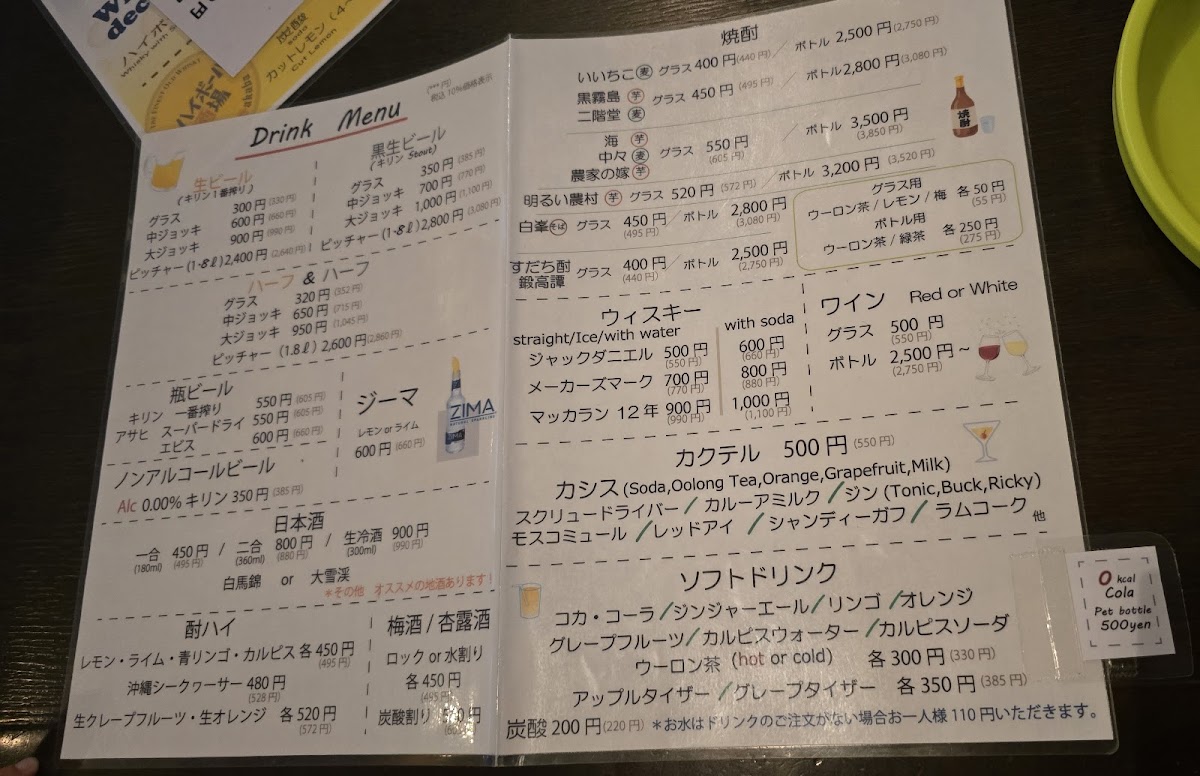 ハイボール
Whisky with S
炭酸
soda
カットレモン
Cut Lemon
(*** 円)
税込 10%価格表示
Drink Menu
生ビール
(キリン1番搾り)
グラス 300円 (330円)
中ジョッキ 600円 (660円)
大ジョッキ 900円 (990円)
ピッチャー (1・8ℓ) 2,400円 (2,640円)
黒生ビール
(キリン Stout)
グラス 350円 (385円)
中ジョッキ 700円 (770円)
大ジョッキ 1,000円 (1,100円)
ピッチャー (1・8ℓ) 2,800円 (3,080円)
ハーフ & ハーフ
グラス 320円 (352円)
中ジョッキ 650円 (715円)
大ジョッキ 950円 (1,045円)
ピッチャー (1.8ℓ) 2,600円 (2,860円)
瓶ビール
キリン 一番搾り 550円 (605円)
アサヒ スーパードライ 550円 (605円)
エビス 600円 (660円)
ジーマ
レモン or ライム
600円 (660円)
ZIMA
ノンアルコールビール
Alc 0.00% キリン 350円 (385円)
日本酒
一合 450円 / 二合 800円 / 生冷酒 900円
(180ml) (495円) (360ml) (880円) (300ml) (990円)
白馬錦 or 大雪渓
*その他 オススメの地酒あります!
酎ハイ
レモン・ライム・青リンゴ・カルピス 各450円
(495円)
沖縄シークヮーサー 480円
(528円)
生グレープフルーツ・生オレンジ 各520円
(572円)
梅酒 / 杏露酒
ロック or 水割り
各450円
(495円)
炭酸割り
焼酎
いいちこ 麦 グラス 400円 (440円) / ボトル 2,500円 (2,750円)
黒霧島 芋 グラス 450円 (495円) / ボトル 2,800円 (3,080円)
二階堂 麦
海 芋
中々 麦 グラス 550円 / ボトル 3,500円
(605円) (3,850円)
農家の嫁 芋
明るい農村 芋 グラス 520円 (572円) / ボトル 3,200円 (3,520円)
白峯 そば グラス 450円 / ボトル 2,800円
(495円) (3,080円)
すだち酎
鍛高譚 グラス 400円 / ボトル 2,500円
(440円) (2,750円)
焼酎
グラス用
ウーロン茶 / レモン / 梅 各50円
(55円)
ボトル用
ウーロン茶 / 緑茶 各250円
(275円)
ウィスキー
straight/Ice/with water with soda
ジャックダニエル 500円 600円
(550円) (660円)
メーカーズマーク 700円 800円
(770円) (880円)
マッカラン 12年 900円 1,000円
(990円) (1,100円)
ワイン Red or White
グラス 500円
(550円)
ボトル 2,500円~
(2,750円)
カクテル 500円 (550円)
カシス (Soda,Oolong Tea,Orange,Grapefruit,Milk)
スクリュードライバー / カルーアミルク / ジン (Tonic,Buck,Ricky)
モスコミュール / レッドアイ / シャンディーガフ / ラムコーク 他
ソフトドリンク
コカ・コーラ / ジンジャーエール / リンゴ / オレンジ
グレープフルーツ / カルピスウォーター / カルピスソーダ
ウーロン茶 (hot or cold) 各300円 (330円)
アップルタイザー / グレープタイザー 各350円 (385円)
炭酸 200円 (220円) *お水はドリンクのご注文がない場合お一人様110円いただきます。
0 kcal
Cola
Pet bottle
500yen